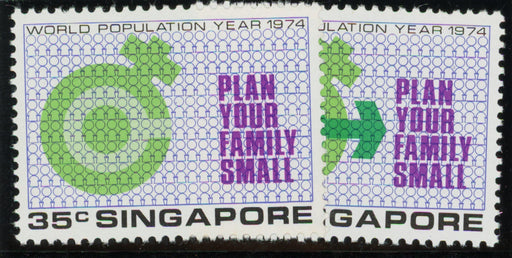 WORLD POPULATION YEAR 1974
PLAN
YOUR
FAMILY
SMALL
35c SINGAPORE
ULATION YEAR 1974
PLAN
YOUR
FAMILY
SMALL
GAPORE